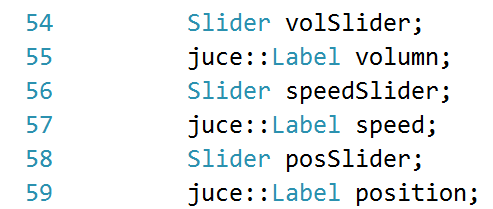 54 Slider volSlider;
55 juce::Label volumn;
56 Slider speedSlider;
57 juce::Label speed;
58 Slider posSlider;
59 juce::Label position;